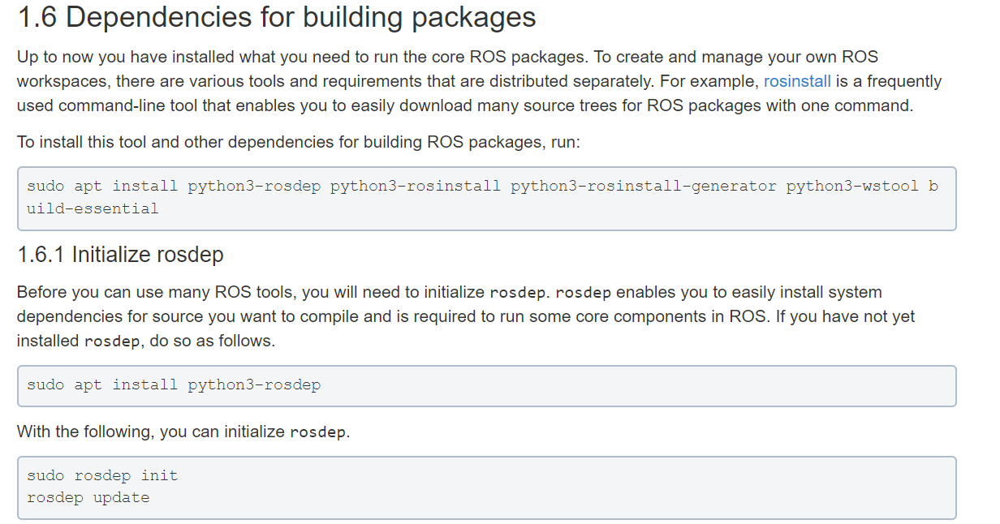 1.6 Dependencies for building packages
Up to now you have installed what you need to run the core ROS packages. To create and manage your own ROS
workspaces, there are various tools and requirements that are distributed separately. For example, rosinstall is a frequently
used command-line tool that enables you to easily download many source trees for ROS packages with one command.
To install this tool and other dependencies for building ROS packages, run:
sudo apt install python3-rosdep python3-rosinstall python3-rosinstall-generator python3-wstool b
uild-essential
1.6.1 Initialize rosdep
Before you can use many ROS tools, you will need to initialize rosdep. rosdep enables you to easily install system
dependencies for source you want to compile and is required to run some core components in ROS. If you have not yet
installed rosdep, do so as follows.
sudo apt install python3-rosdep
With the following, you can initialize rosdep.
sudo rosdep init
rosdep update